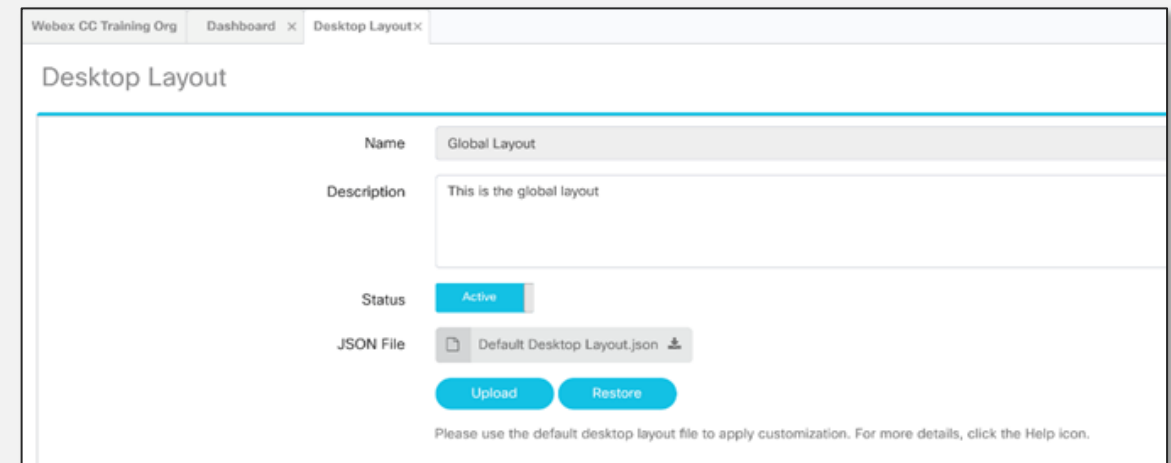 Webex CC Training Org Dashboard × Desktop Layout×
Desktop Layout
Name Global Layout
Description This is the global layout
Status Active
JSON File Default Desktop Layout.json
Upload Restore
Please use the default desktop layout file to apply customization. For more details, click the Help icon.